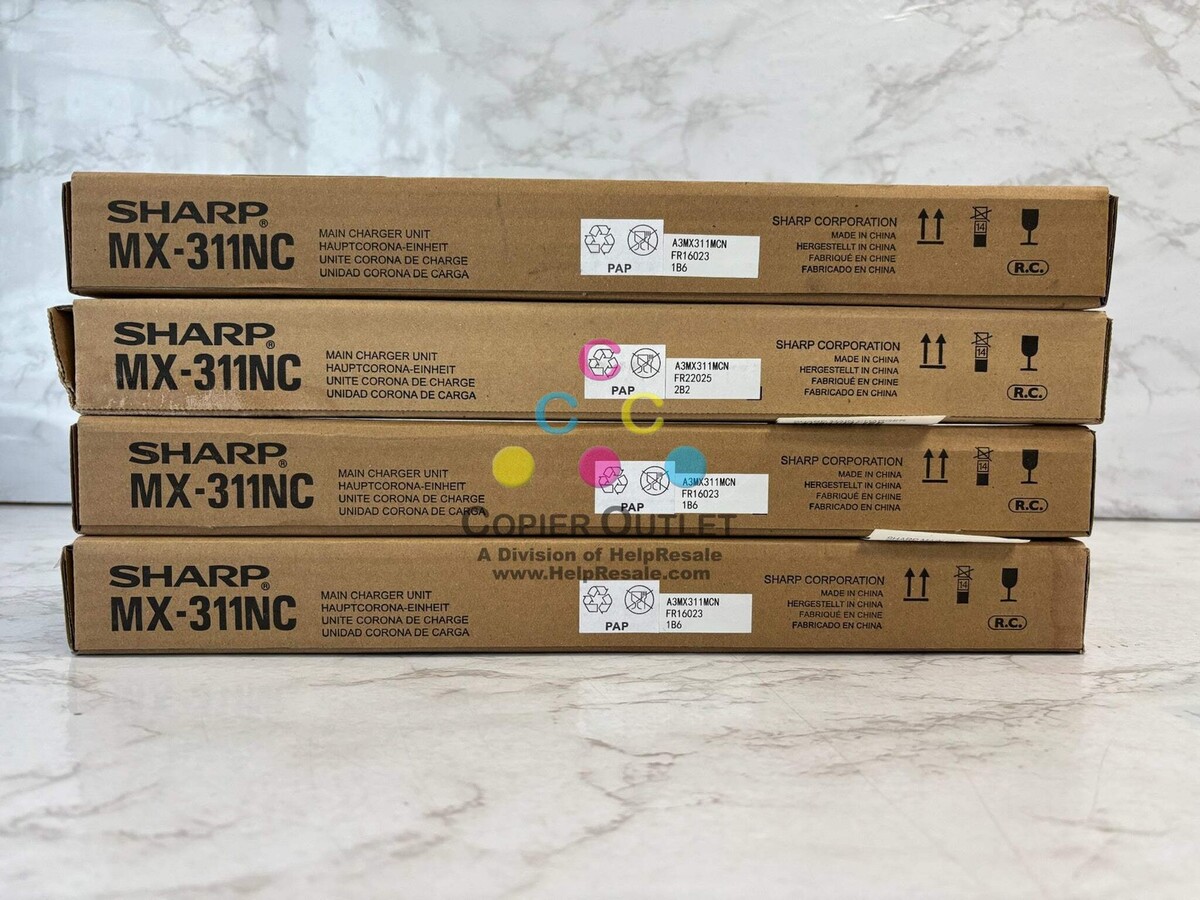 SHARP®
MX-311NC
MAIN CHARGER UNIT
HAUPTCORONA-EINHEIT
UNITE CORONA DE CHARGE
UNIDAD CORONA DE CARGA
PAP
A3MX311MCN
FR16023
1B6
SHARP CORPORATION
MADE IN CHINA
HERGESTELLT IN CHINA
FABRIQUÉ EN CHINE
FABRICADO EN CHINA
14
R.C.
SHARP®
MX-311NC
MAIN CHARGER UNIT
HAUPTCORONA-EINHEIT
UNITE CORONA DE CHARGE
UNIDAD CORONA DE CARGA
PAP
A3MX311MCN
FR22025
2B2
SHARP CORPORATION
MADE IN CHINA
HERGESTELLT IN CHINA
FABRIQUÉ EN CHINE
FABRICADO EN CHINA
14
R.C.
C
C C
SHARP®
MX-311NC
MAIN CHARGER UNIT
HAUPTCORONA-EINHEIT
UNITE CORONA DE CHARGE
UNIDAD CORONA DE CARGA
PAP
A3MX311MCN
FR16023
1B6
SHARP CORPORATION
MADE IN CHINA
HERGESTELLT IN CHINA
FABRIQUÉ EN CHINE
FABRICADO EN CHINA
14
R.C.
COPIER OUTLET
A Division of HelpResale
www.HelpResale.com
SHARP®
MX-311NC
MAIN CHARGER UNIT
HAUPTCORONA-EINHEIT
UNITE CORONA DE CHARGE
UNIDAD CORONA DE CARGA
PAP
A3MX311MCN
FR16023
1B6
SHARP CORPORATION
MADE IN CHINA
HERGESTELLT IN CHINA
FABRIQUÉ EN CHINE
FABRICADO EN CHINA
14
R.C.